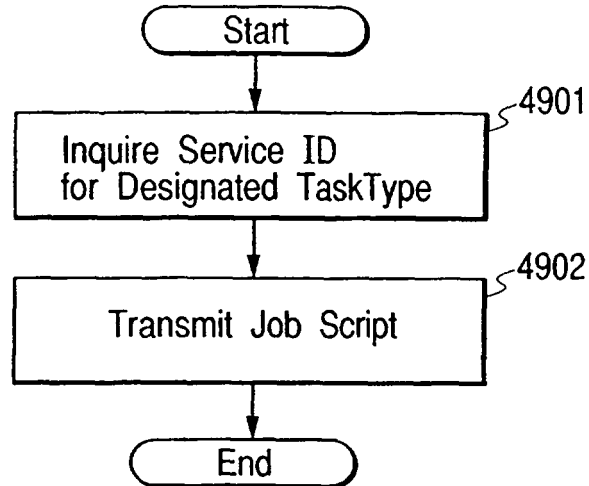 Start
4901
Inquire Service ID
for Designated TaskType
4902
Transmit Job Script
End